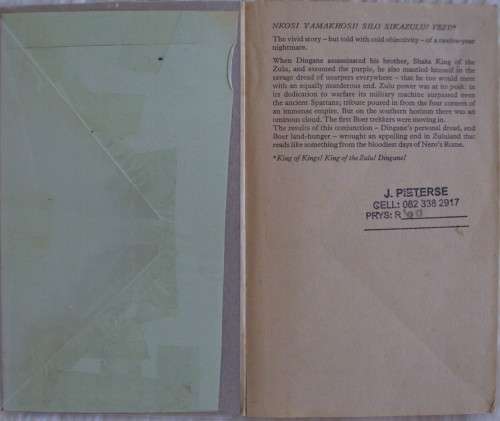 NKOSI YAMAKHOSI! SILO SIKAZULU! YEZI!*
The vivid story – but told with cold objectivity – of a twelve-year
nightmare.
When Dingane assassinated his brother, Shaka King of the
Zulu, and assumed the purple, he also mantled himself in the
savage dread of usurpers everywhere – that he too would meet
with an equally murderous end. Zulu power was at its peak: in
its dedication to warfare its military machine surpassed even
the ancient Spartans; tribute poured in from the four corners of
an immense empire. But on the southern horizon there was an
ominous cloud. The first Boer trekkers were moving in.
The results of this conjunction – Dingane's personal dread, and
Boer land-hunger – wrought an appalling end in Zululand that
reads like something from the bloodiest days of Nero's Rome.
*King of Kings! King of the Zulu! Dingane!
J. PIETERSE
CELL: 082 338 2917
PRYS: R